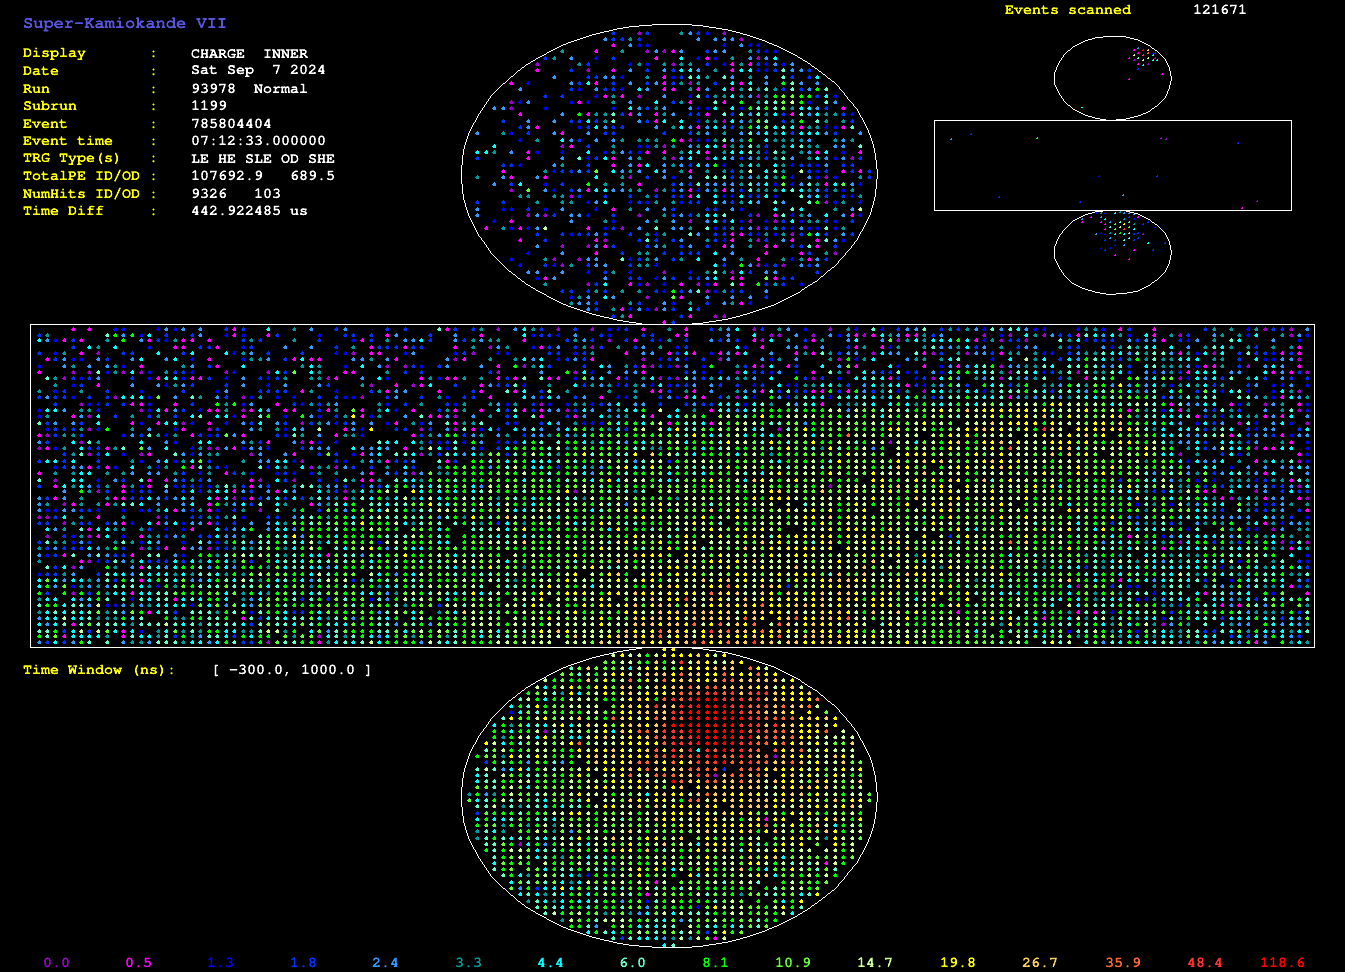 Super-Kamiokande VII
Events scanned 121671
Display : CHARGE INNER
Date : Sat Sep 7 2024
Run : 93978 Normal
Subrun : 1199
Event : 785804404
Event time : 07:12:33.000000
TRG Type(s) : LE HE SLE OD SHE
TotalPE ID/OD : 107692.9 689.5
NumHits ID/OD : 9326 103
Time Diff : 442.922485 us
Time Window (ns): [ -300.0, 1000.0 ]
0.0 0.5 1.3 1.8 2.4 3.3 4.4 6.0 8.1 10.9 14.7 19.8 26.7 35.9 48.4 118.6